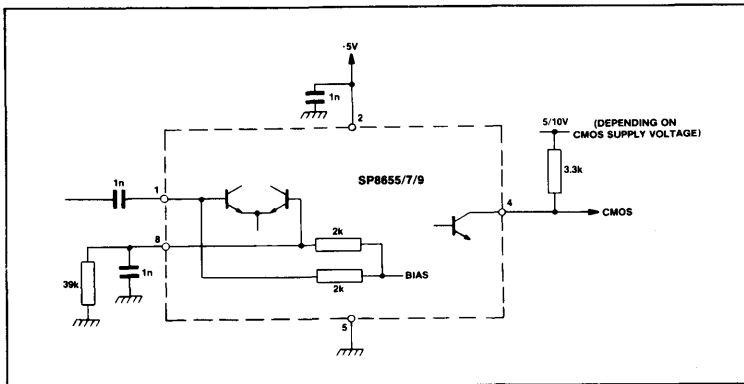 -5V
1n
2
5/10V (DEPENDING ON
CMOS SUPPLY VOLTAGE)
SP8655/7/9
3.3k
1n
1
4
CMOS
8
2k
39k
1n
2k
BIAS
5